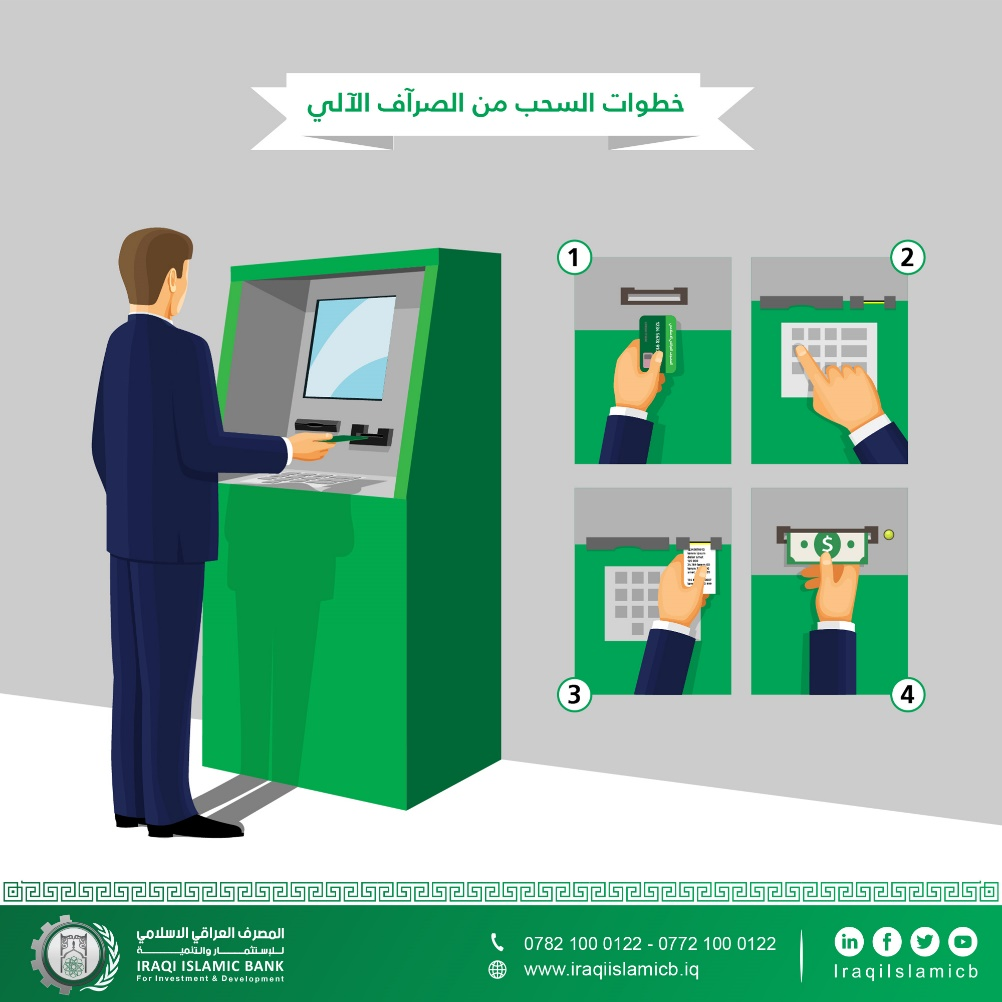 خطوات السحب من الصرآف الآلي
1
2
3
4
المصرف العراقي الاسلامي
للإستثمار والتنمية
IRAQI ISLAMIC BANK
For Investment & Development
0782 100 0122 - 0772 100 0122
www.iraqiislamicb.iq
IraqiIslamicb